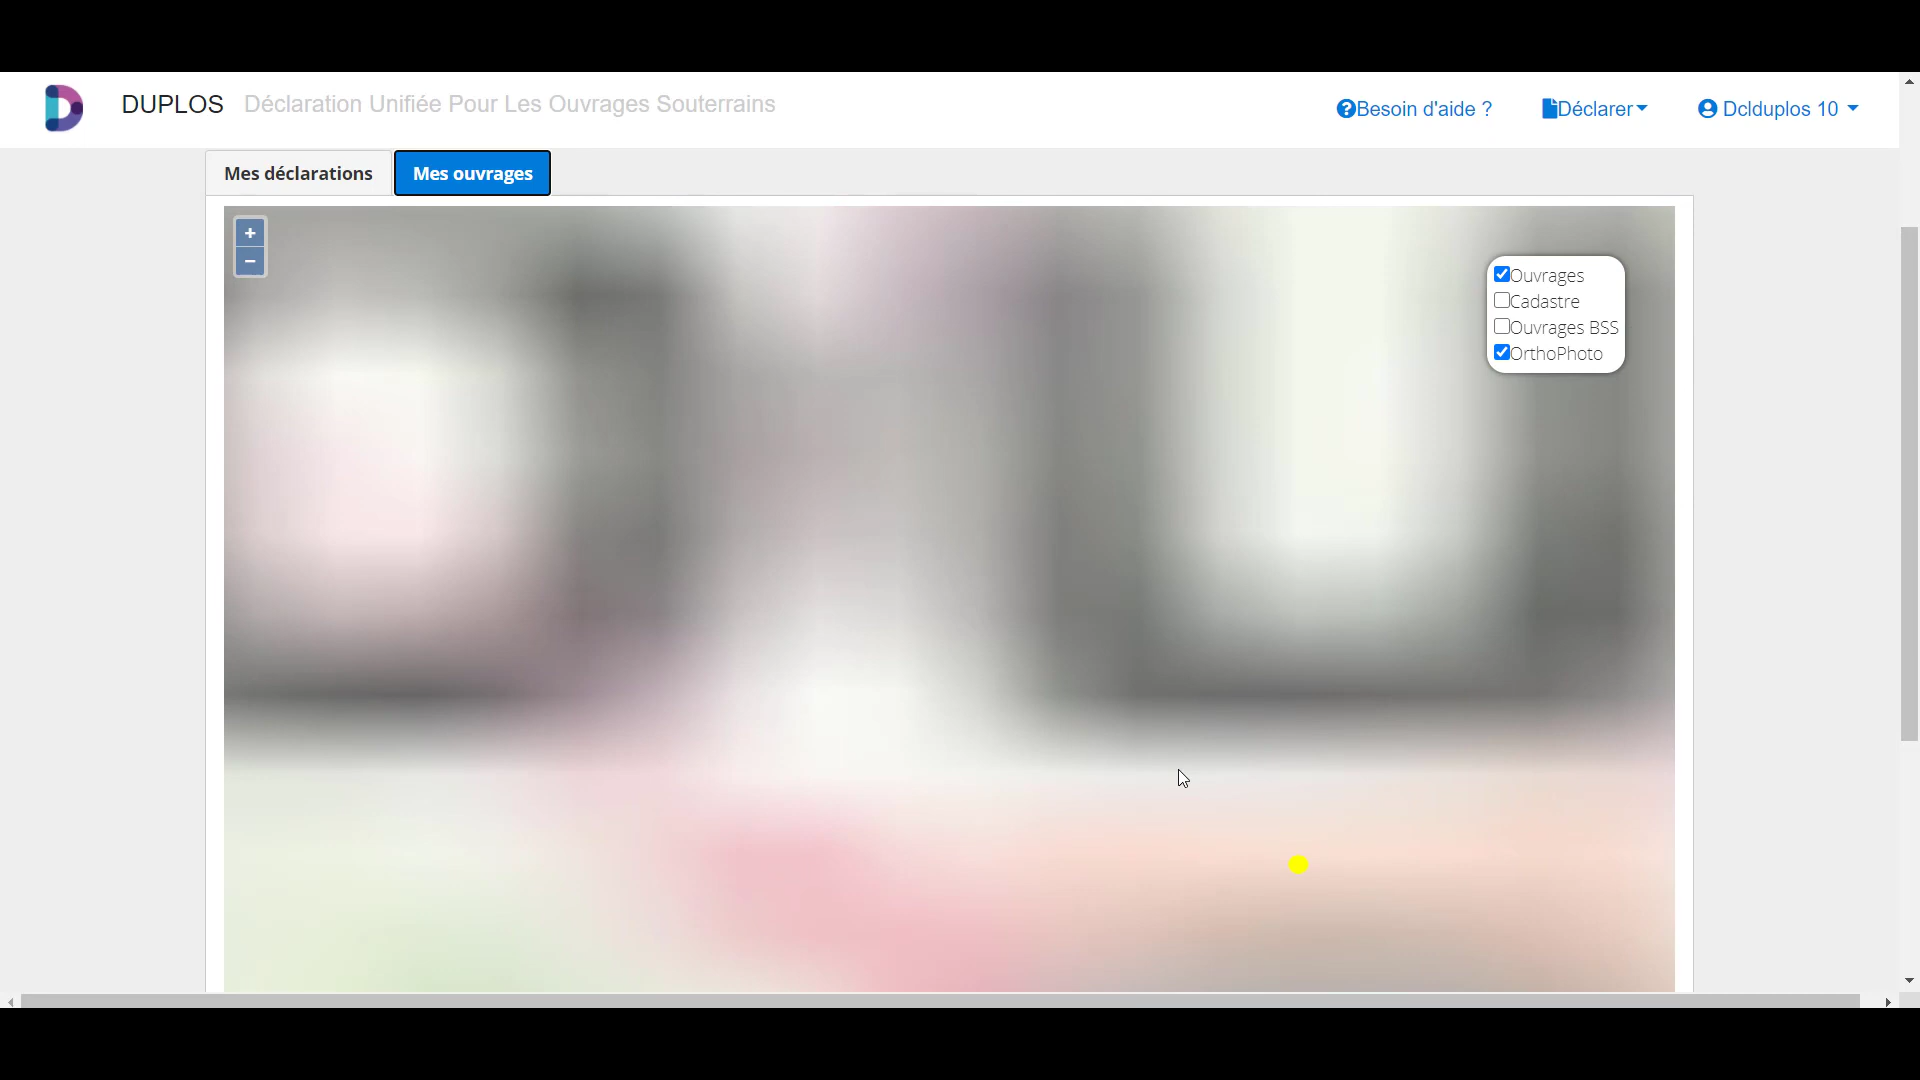 DUPLOS Déclaration Unifiée Pour Les Ouvrages Souterrains
Besoin d'aide ?
Déclarer
Dclduplos 10
Mes déclarations
Mes ouvrages
+
−
Ouvrages
Cadastre
Ouvrages BSS
OrthoPhoto